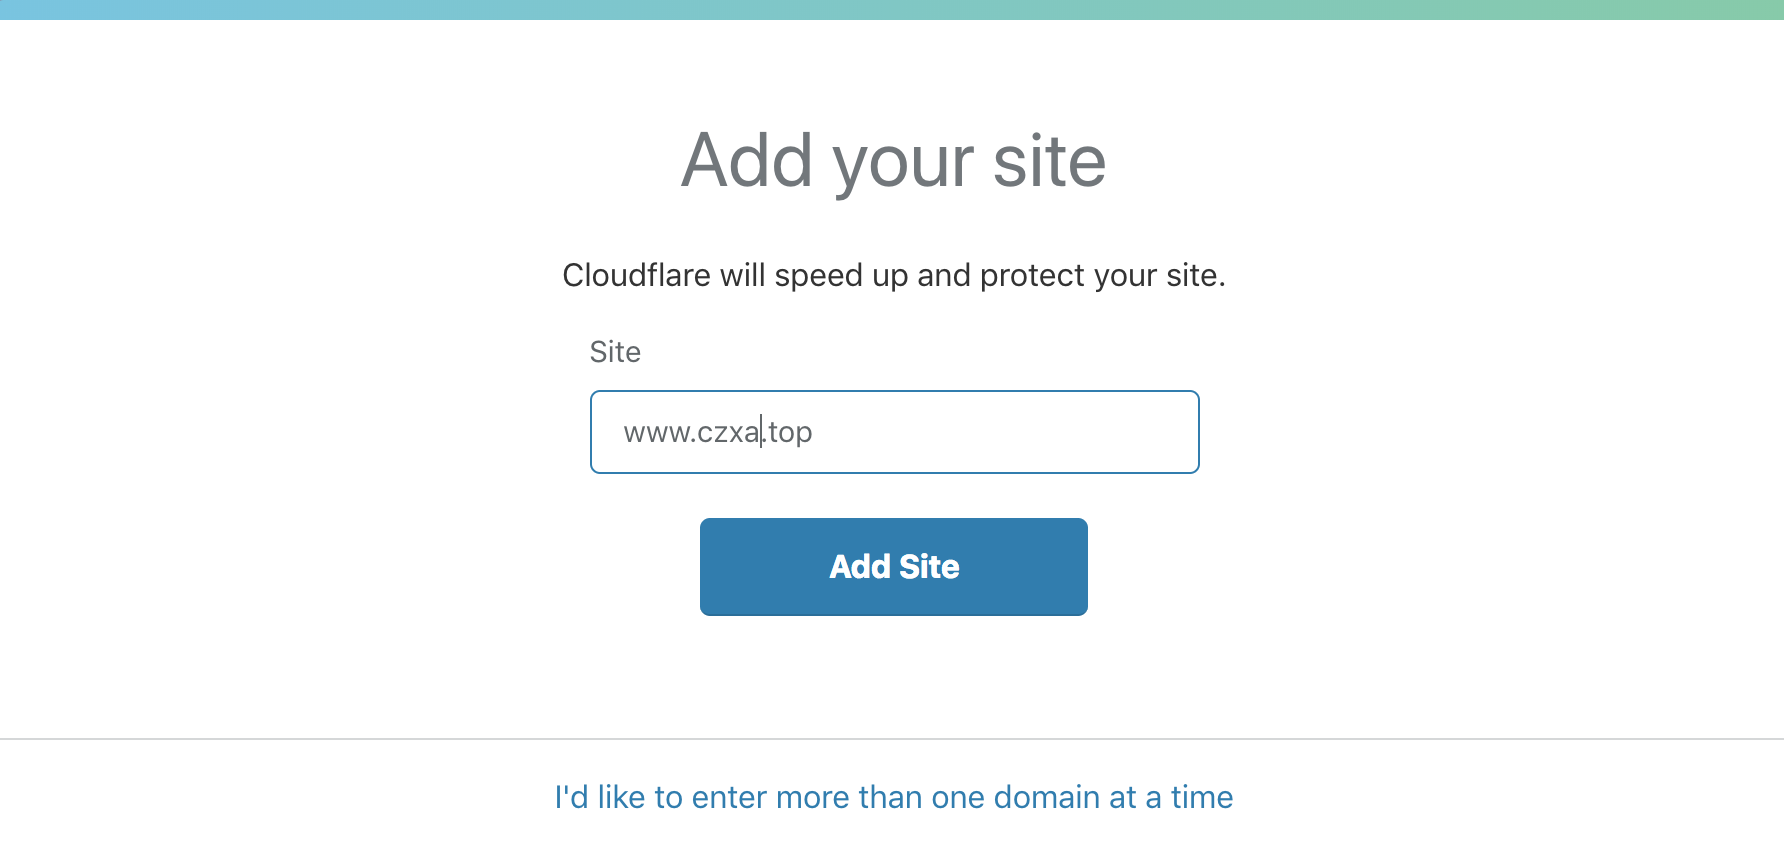 Add your site
Cloudflare will speed up and protect your site.
Site
www.czxa.top
Add Site
I'd like to enter more than one domain at a time